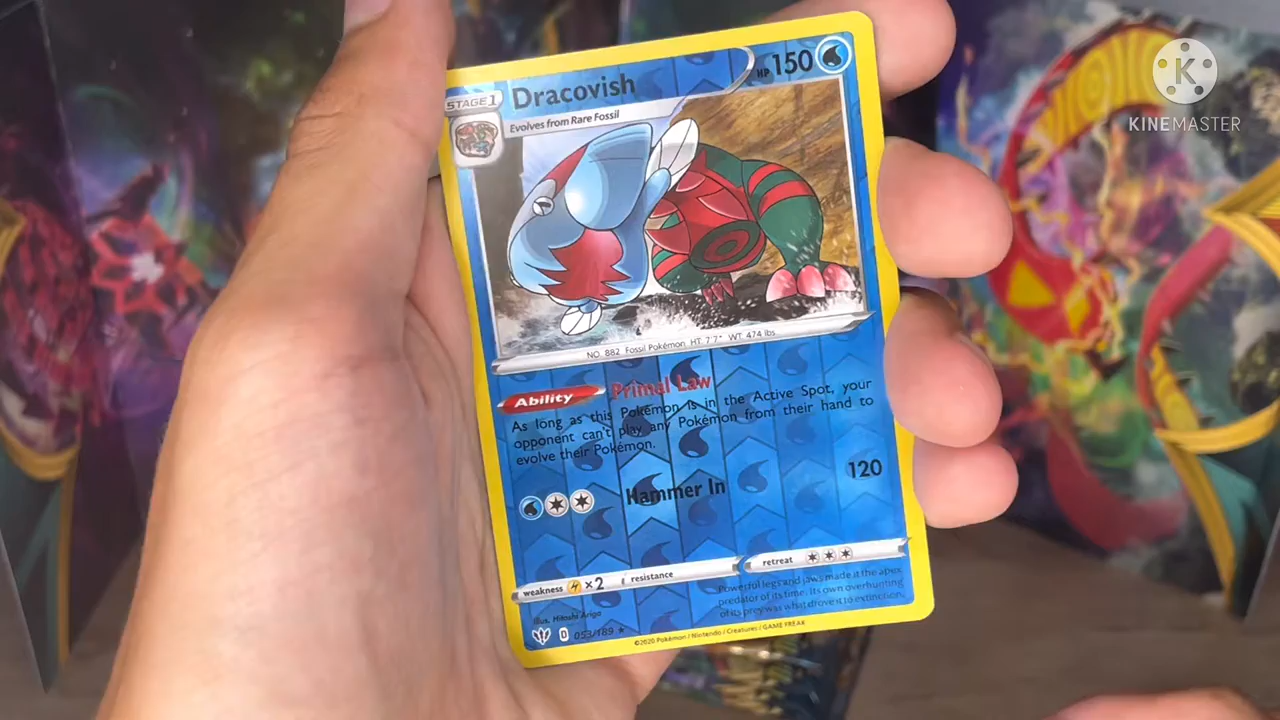 STAGE 1 Dracovish HP 150
Evolves from Rare Fossil
K
KINEMASTER
NO. 882 Fossil Pokémon HT. 7'7" WT. 474 lbs
Ability Primal Law
As long as this Pokémon is in the Active Spot, your
opponent can't play any Pokémon from their hand to
evolve their Pokémon.
Hammer In 120
weakness ×2 resistance retreat
Powerful legs and jaws made it the apex
predator of its time. Its own overhunting
of its prey was what drove it to extinction.
Illus. Hitoshi Ariga
D 053/189 ★
©2020 Pokémon / Nintendo / Creatures / GAME FREAK